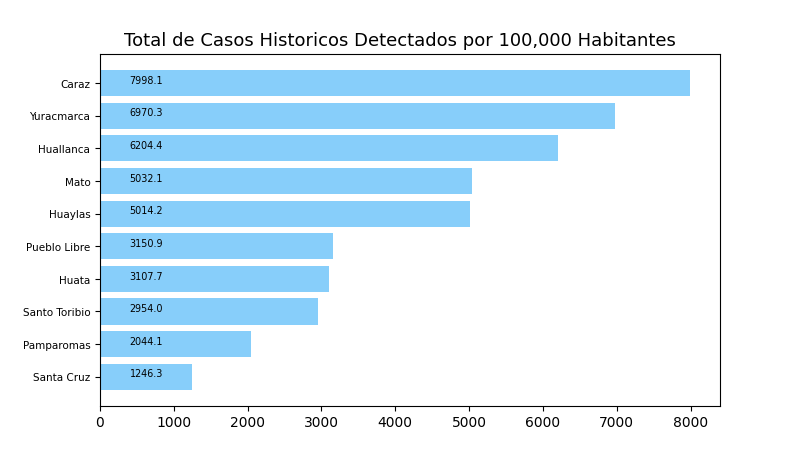 Total de Casos Historicos Detectados por 100,000 Habitantes
Caraz 7998.1
Yuracmarca 6970.3
Huallanca 6204.4
Mato 5032.1
Huaylas 5014.2
Pueblo Libre 3150.9
Huata 3107.7
Santo Toribio 2954.0
Pamparomas 2044.1
Santa Cruz 1246.3
0 1000 2000 3000 4000 5000 6000 7000 8000